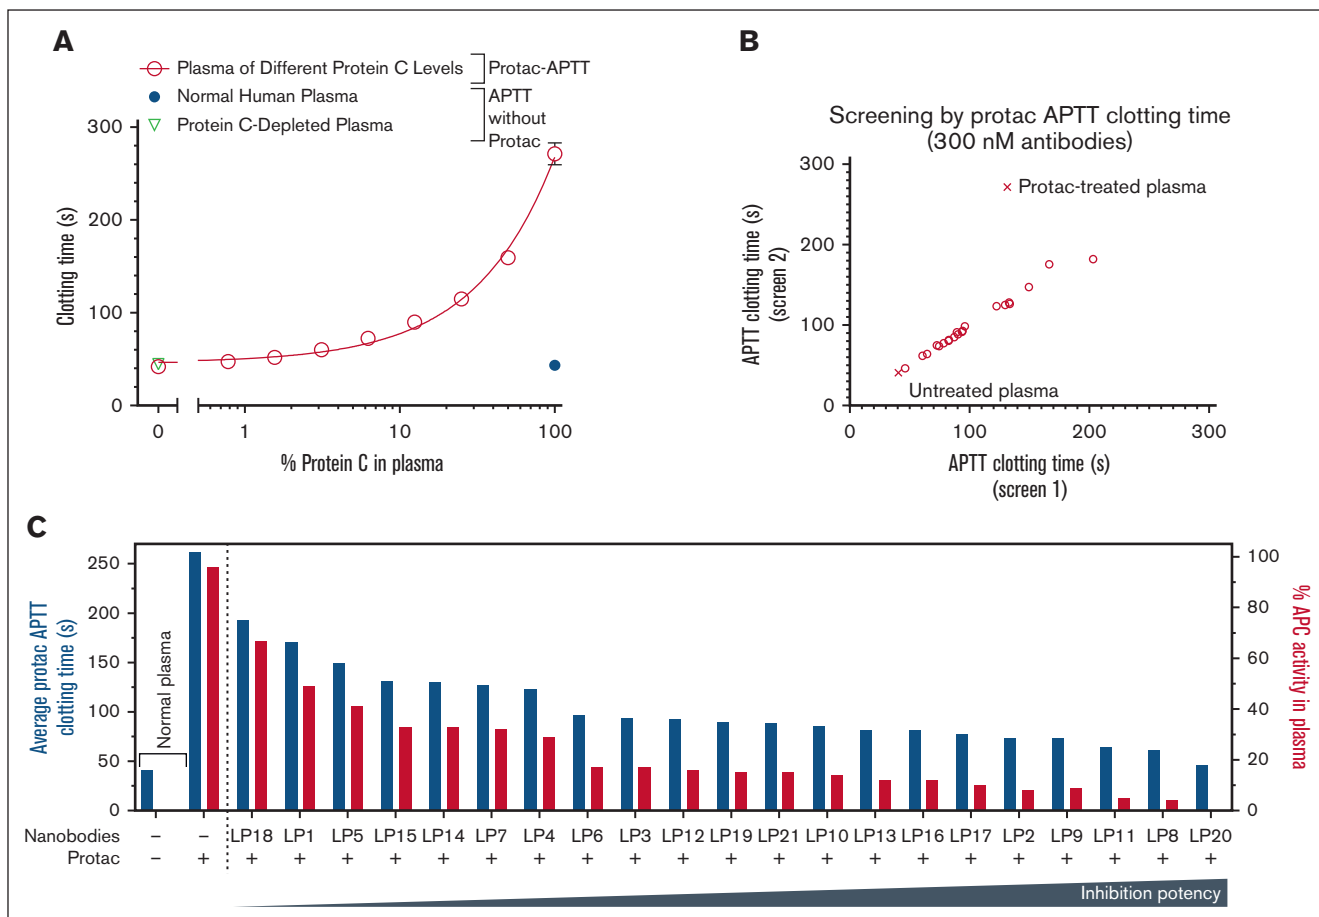 A
Plasma of Different Protein C Levels
Protac-APTT
Normal Human Plasma
Protein C-Depleted Plasma
APTT
without
Protac
300
200
100
0
Clotting time (s)
0 1 10 100
% Protein C in plasma
B
Screening by protac APTT clotting time
(300 nM antibodies)
Protac-treated plasma
Untreated plasma
300
200
100
0
APTT clotting time (s)
(screen 2)
0 100 200 300
APTT clotting time (s)
(screen 1)
C
Average protac APTT
clotting time (s)
250
200
150
100
50
0
Normal plasma
100
80
60
40
20
0
% APC activity in plasma
Nanobodies – – LP18 LP1 LP5 LP15 LP14 LP7 LP4 LP6 LP3 LP12 LP19 LP21 LP10 LP13 LP16 LP17 LP2 LP9 LP11 LP8 LP20
Protac – + + + + + + + + + + + + + + + + + + + + + +
Inhibition potency